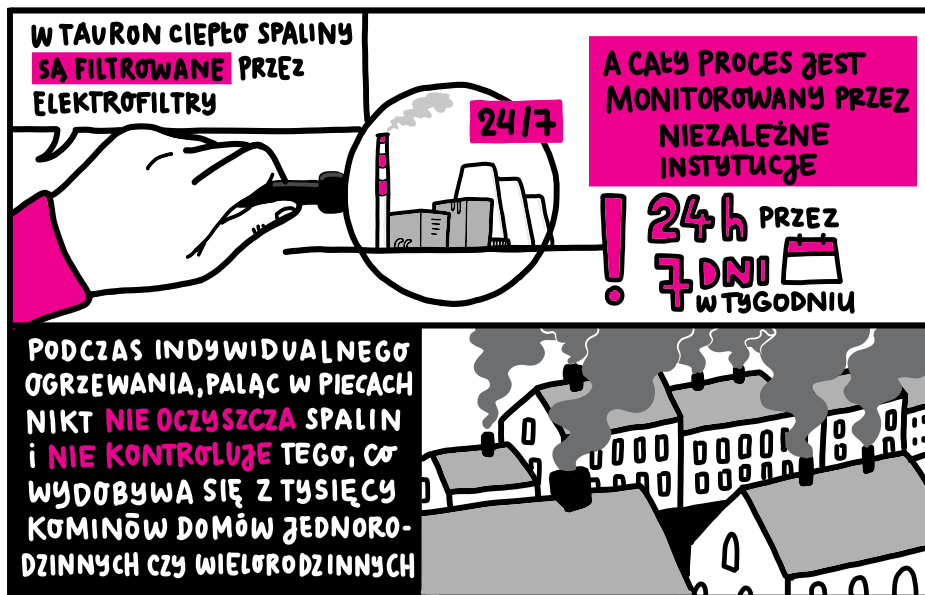 W TAURON CIEPŁO SPALINY
SĄ FILTROWANE PRZEZ
ELEKTROFILTRY
24/7
A CAŁY PROCES JEST
MONITOROWANY PRZEZ
NIEZALEŻNE
INSTYTUCJE
! 24h PRZEZ
7 DNI
W TYGODNIU
PODCZAS INDYWIDUALNEGO
OGRZEWANIA, PALĄC W PIECACH
NIKT NIE OCZYSZCZA SPALIN
i NIE KONTROLUJE TEGO, CO
WYDOBYWA SIĘ Z TYSIĘCY
KOMINÓW DOMÓW JEDNORO-
DZINNYCH CZY WIELORODZINNYCH